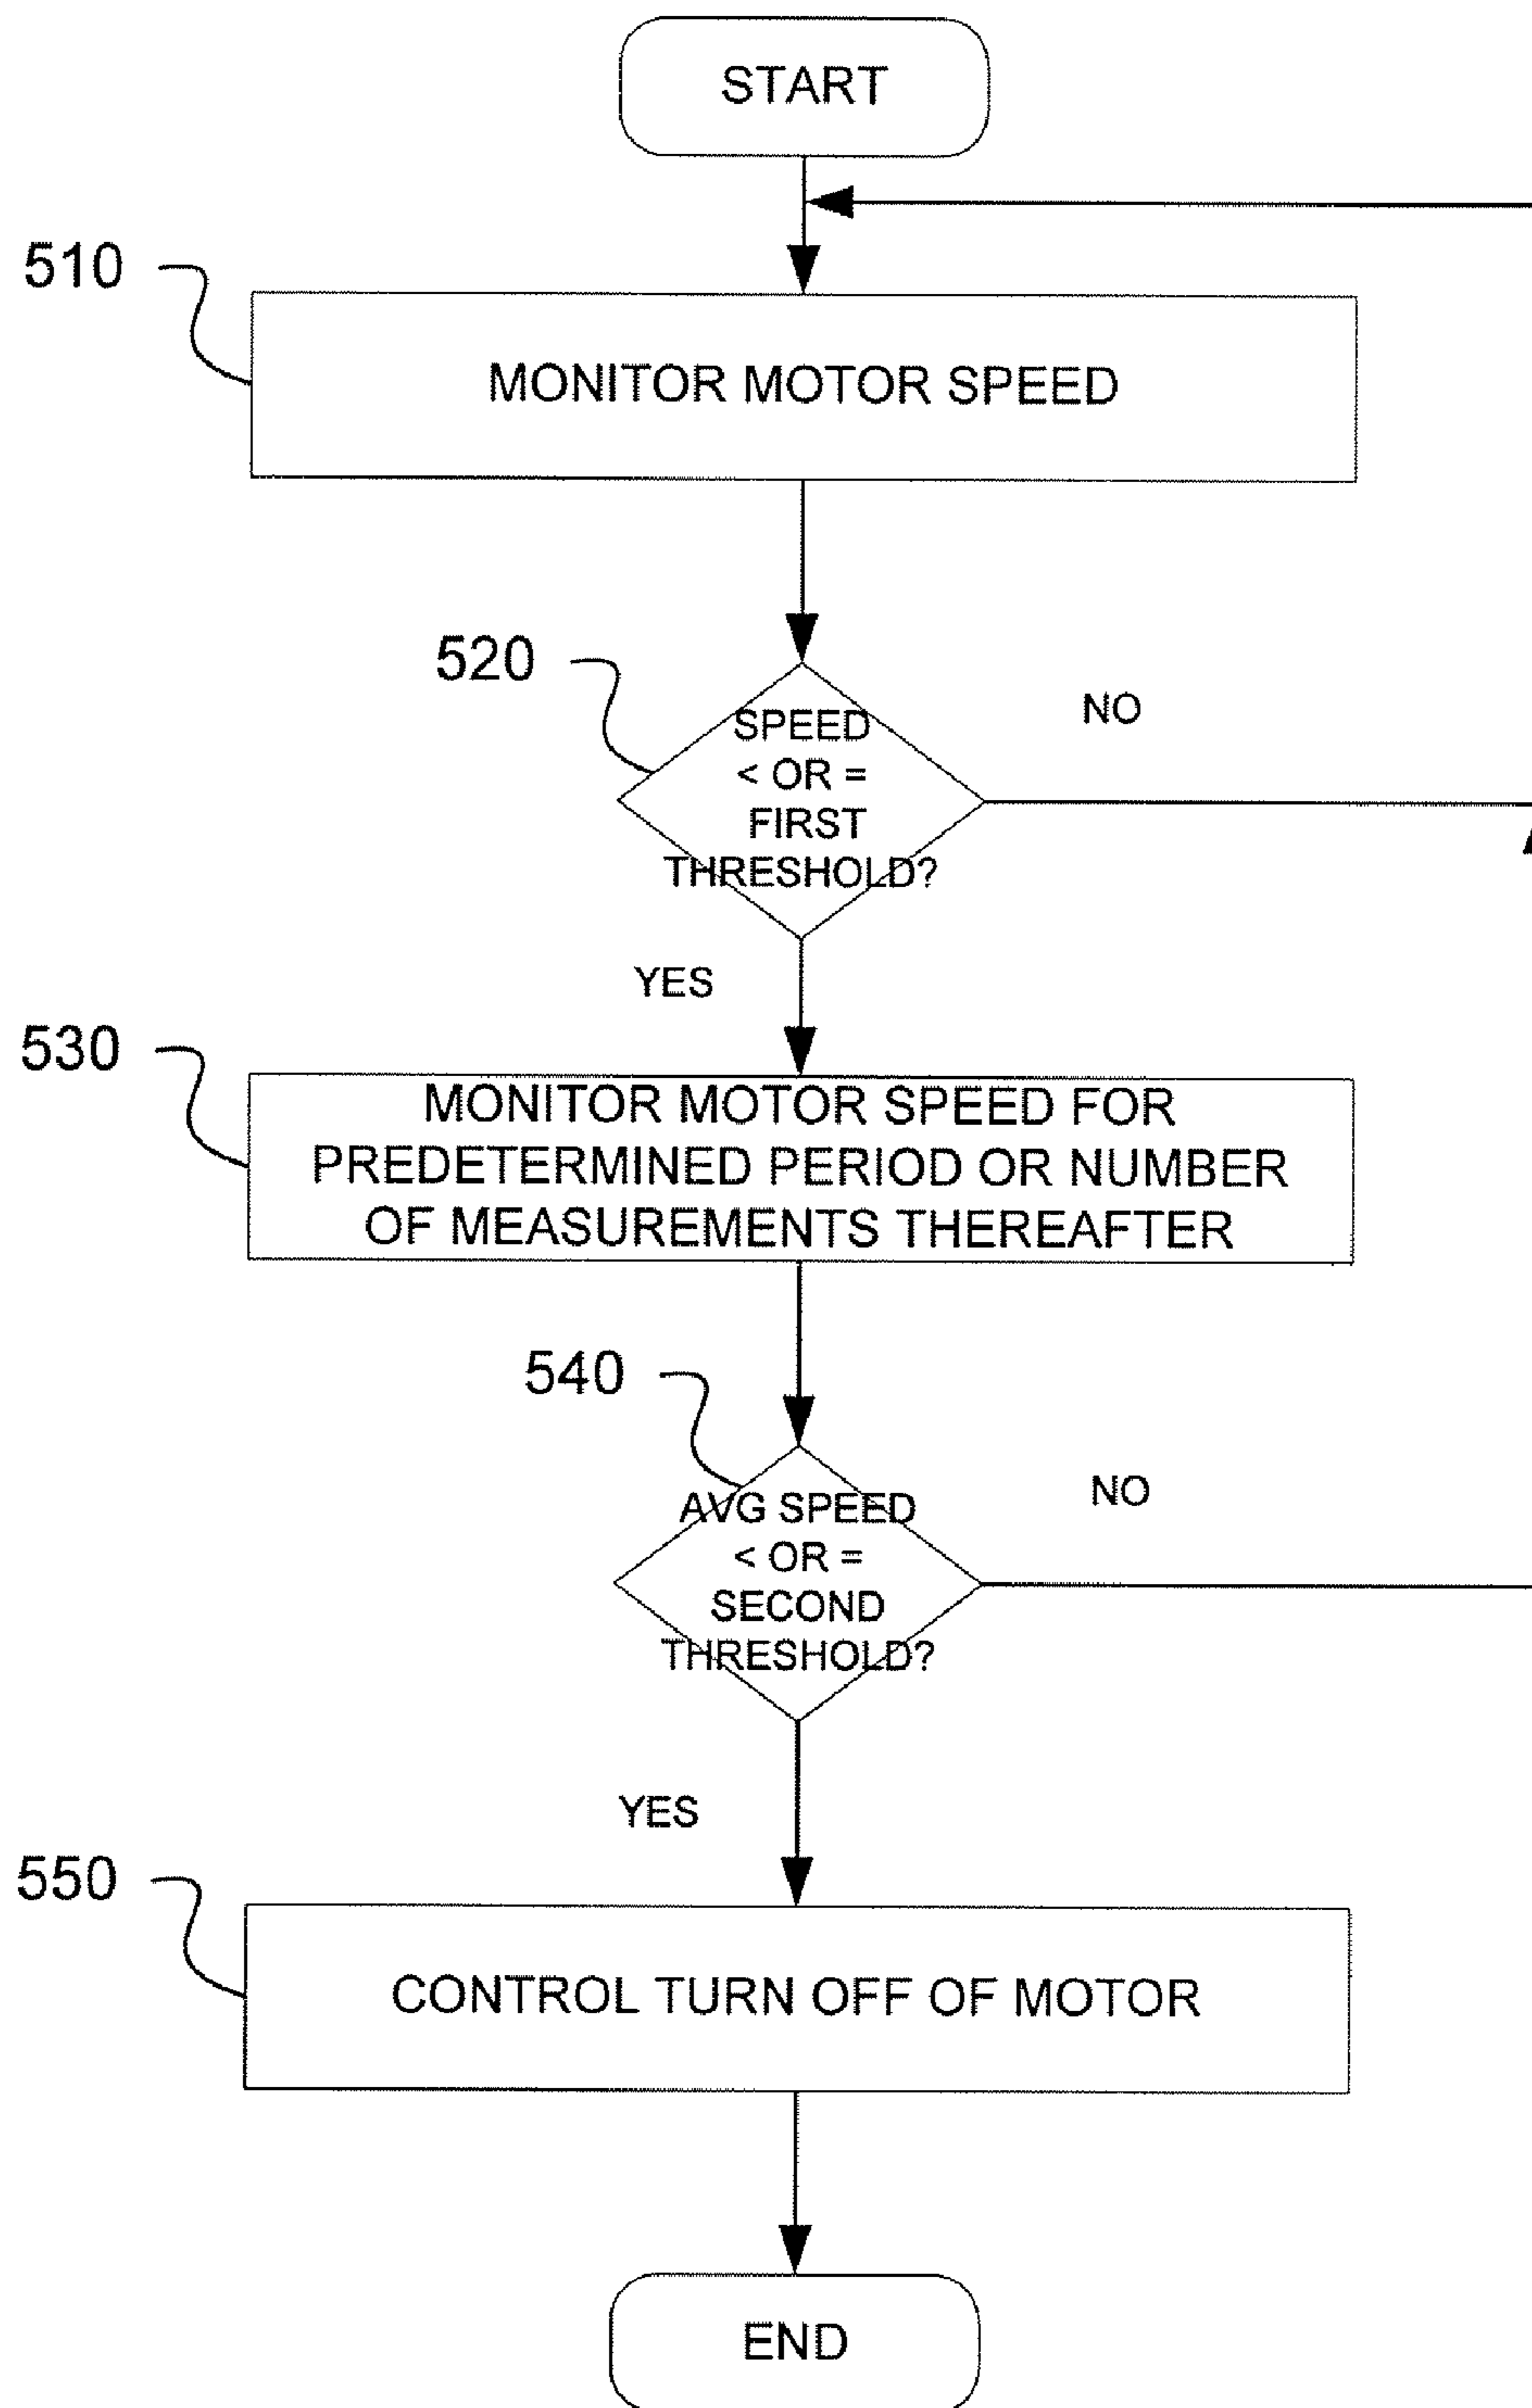 START
510
MONITOR MOTOR SPEED
520
SPEED
< OR =
FIRST
THRESHOLD?
NO
YES
530
MONITOR MOTOR SPEED FOR
PREDETERMINED PERIOD OR NUMBER
OF MEASUREMENTS THEREAFTER
540
AVG SPEED
< OR =
SECOND
THRESHOLD?
NO
YES
550
CONTROL TURN OFF OF MOTOR
END